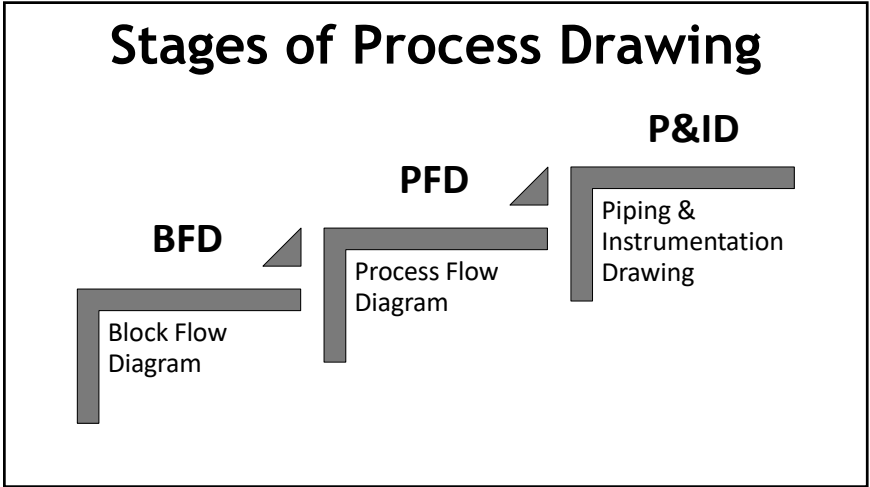 Stages of Process Drawing
BFD
Block Flow
Diagram
PFD
Process Flow
Diagram
P&ID
Piping &
Instrumentation
Drawing